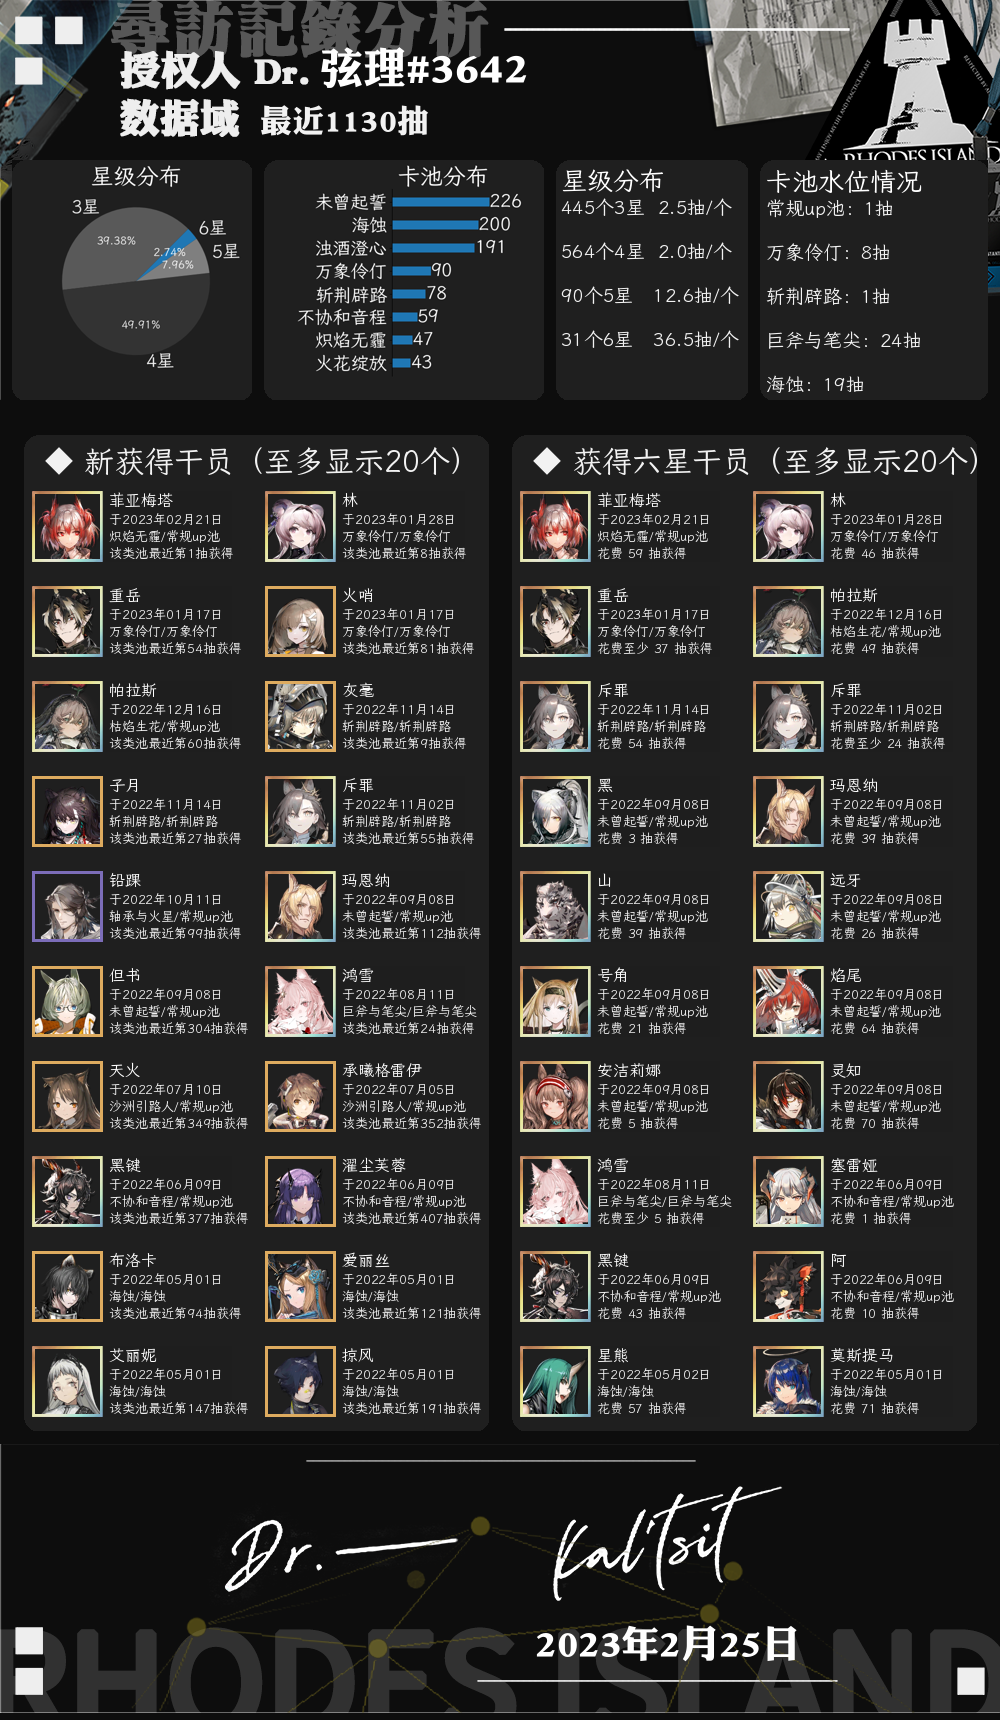 尋訪記錄分析
授权人 Dr. 弦理#3642
数据域 最近1130抽
RHODES ISLAND
星级分布
3星
6星
5星
4星
39.38%
2.74%
7.96%
49.91%
卡池分布
未曾起誓 226
海蚀 200
浊酒澄心 191
万象伶仃 90
斩荆辟路 78
不协和音程 59
炽焰无霾 47
火花绽放 43
星级分布
445个3星 2.5抽/个
564个4星 2.0抽/个
90个5星 12.6抽/个
31个6星 36.5抽/个
卡池水位情况
常规up池：1抽
万象伶仃：8抽
斩荆辟路：1抽
巨斧与笔尖：24抽
海蚀：19抽
新获得干员（至多显示20个）
菲亚梅塔
于2023年02月21日
炽焰无霾/常规up池
该类池最近第1抽获得
林
于2023年01月28日
万象伶仃/万象伶仃
该类池最近第8抽获得
重岳
于2023年01月17日
万象伶仃/万象伶仃
该类池最近第54抽获得
火哨
于2023年01月17日
万象伶仃/万象伶仃
该类池最近第81抽获得
帕拉斯
于2022年12月16日
枯焰生花/常规up池
该类池最近第60抽获得
灰毫
于2022年11月14日
斩荆辟路/斩荆辟路
该类池最近第9抽获得
子月
于2022年11月14日
斩荆辟路/斩荆辟路
该类池最近第27抽获得
斥罪
于2022年11月02日
斩荆辟路/斩荆辟路
该类池最近第55抽获得
铅踝
于2022年10月11日
轴承与火星/常规up池
该类池最近第99抽获得
玛恩纳
于2022年09月08日
未曾起誓/常规up池
该类池最近第112抽获得
但书
于2022年09月08日
未曾起誓/常规up池
该类池最近第304抽获得
鸿雪
于2022年08月11日
巨斧与笔尖/巨斧与笔尖
该类池最近第24抽获得
天火
于2022年07月10日
沙洲引路人/常规up池
该类池最近第349抽获得
承曦格雷伊
于2022年07月05日
沙洲引路人/常规up池
该类池最近第352抽获得
黑键
于2022年06月09日
不协和音程/常规up池
该类池最近第377抽获得
濯尘芙蓉
于2022年06月09日
不协和音程/常规up池
该类池最近第407抽获得
布洛卡
于2022年05月01日
海蚀/海蚀
该类池最近第94抽获得
爱丽丝
于2022年05月01日
海蚀/海蚀
该类池最近第121抽获得
艾丽妮
于2022年05月01日
海蚀/海蚀
该类池最近第147抽获得
掠风
于2022年05月01日
海蚀/海蚀
该类池最近第191抽获得
获得六星干员（至多显示20个）
菲亚梅塔
于2023年02月21日
炽焰无霾/常规up池
花费 59 抽获得
林
于2023年01月28日
万象伶仃/万象伶仃
花费 46 抽获得
重岳
于2023年01月17日
万象伶仃/万象伶仃
花费至少 37 抽获得
帕拉斯
于2022年12月16日
枯焰生花/常规up池
花费 49 抽获得
斥罪
于2022年11月14日
斩荆辟路/斩荆辟路
花费 54 抽获得
斥罪
于2022年11月02日
斩荆辟路/斩荆辟路
花费至少 24 抽获得
黑
于2022年09月08日
未曾起誓/常规up池
花费 3 抽获得
玛恩纳
于2022年09月08日
未曾起誓/常规up池
花费 39 抽获得
山
于2022年09月08日
未曾起誓/常规up池
花费 39 抽获得
远牙
于2022年09月08日
未曾起誓/常规up池
花费 26 抽获得
号角
于2022年09月08日
未曾起誓/常规up池
花费 21 抽获得
焰尾
于2022年09月08日
未曾起誓/常规up池
花费 64 抽获得
安洁莉娜
于2022年09月08日
未曾起誓/常规up池
花费 5 抽获得
灵知
于2022年09月08日
未曾起誓/常规up池
花费 70 抽获得
鸿雪
于2022年08月11日
巨斧与笔尖/巨斧与笔尖
花费至少 5 抽获得
塞雷娅
于2022年06月09日
不协和音程/常规up池
花费 1 抽获得
黑键
于2022年06月09日
不协和音程/常规up池
花费 43 抽获得
阿
于2022年06月09日
不协和音程/常规up池
花费 10 抽获得
星熊
于2022年05月02日
海蚀/海蚀
花费 57 抽获得
莫斯提马
于2022年05月01日
海蚀/海蚀
花费 71 抽获得
Dr. — Kal'tsit
2023年2月25日
RHODES ISLAND